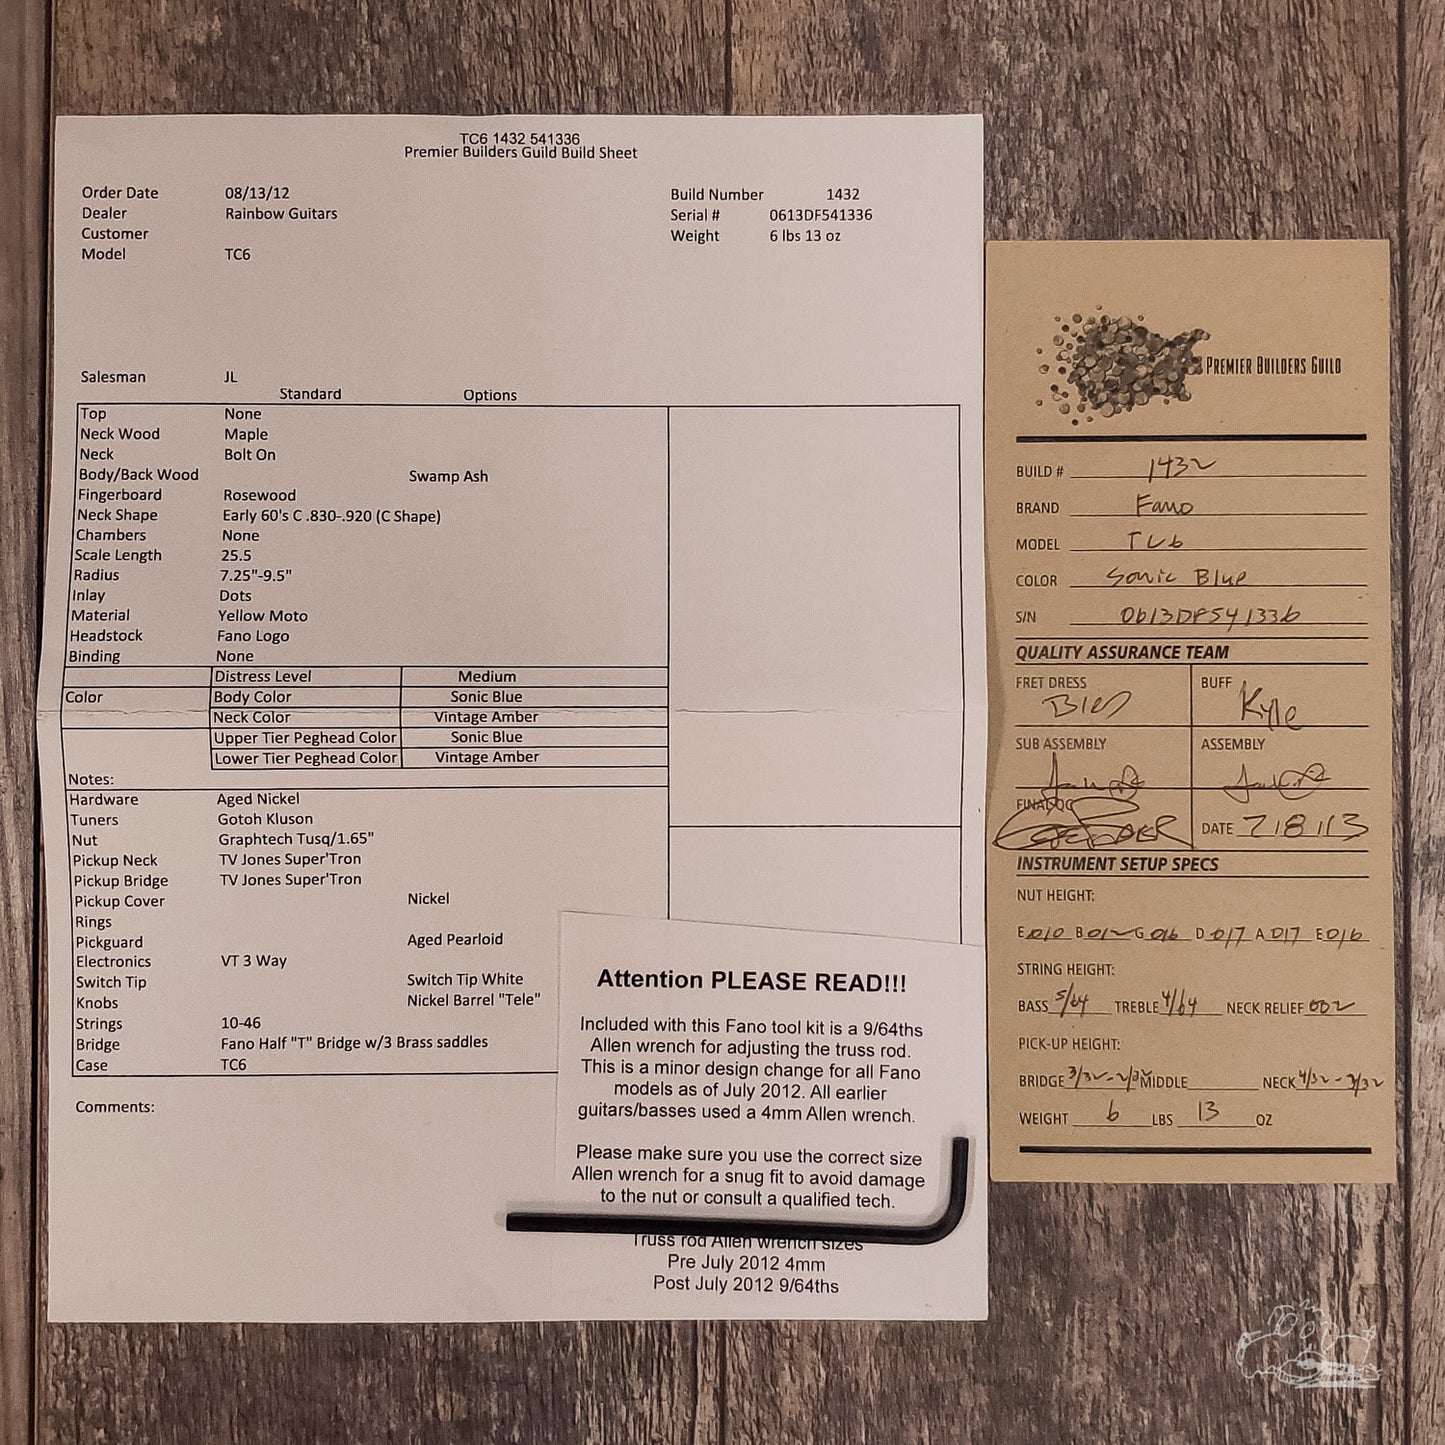 TC6 1432 541336
Premier Builders Guild Build Sheet
Order Date 08/13/12
Dealer Rainbow Guitars
Customer
Model TC6
Build Number 1432
Serial # 0613DF541336
Weight 6 lbs 13 oz
Salesman JL
Standard Options
Top None
Neck Wood Maple
Neck Bolt On
Body/Back Wood Swamp Ash
Fingerboard Rosewood
Neck Shape Early 60's C .830-.920 (C Shape)
Chambers None
Scale Length 25.5
Radius 7.25"-9.5"
Inlay Dots
Material Yellow Moto
Headstock Fano Logo
Binding None
Distress Level Medium
Color Body Color Sonic Blue
Neck Color Vintage Amber
Upper Tier Peghead Color Sonic Blue
Lower Tier Peghead Color Vintage Amber
Notes:
Hardware Aged Nickel
Tuners Gotoh Kluson
Nut Graphtech Tusq/1.65"
Pickup Neck TV Jones Super'Tron
Pickup Bridge TV Jones Super'Tron
Pickup Cover Nickel
Rings
Pickguard Aged Pearloid
Electronics VT 3 Way
Switch Tip Switch Tip White
Knobs Nickel Barrel "Tele"
Strings 10-46
Bridge Fano Half "T" Bridge w/3 Brass saddles
Case TC6
Comments:
Attention PLEASE READ!!!
Included with this Fano tool kit is a 9/64ths
Allen wrench for adjusting the truss rod.
This is a minor design change for all Fano
models as of July 2012. All earlier
guitars/basses used a 4mm Allen wrench.
Please make sure you use the correct size
Allen wrench for a snug fit to avoid damage
to the nut or consult a qualified tech.
Truss rod Allen wrench sizes
Pre July 2012 4mm
Post July 2012 9/64ths
PREMIER BUILDERS GUILD
BUILD # 1432
BRAND Fano
MODEL TC6
COLOR Sonic Blue
S/N 0613DF541336
QUALITY ASSURANCE TEAM
FRET DRESS BUFF
Kyle
SUB ASSEMBLY ASSEMBLY
FINAL QC DATE 7/8/13
INSTRUMENT SETUP SPECS
NUT HEIGHT:
E .010 B .012 G .016 D .017 A .017 E .016
STRING HEIGHT:
BASS 5/64 TREBLE 4/64 NECK RELIEF .002
PICK-UP HEIGHT:
BRIDGE 3/32-2/32 MIDDLE NECK 4/32-3/32
WEIGHT 6 LBS 13 OZ